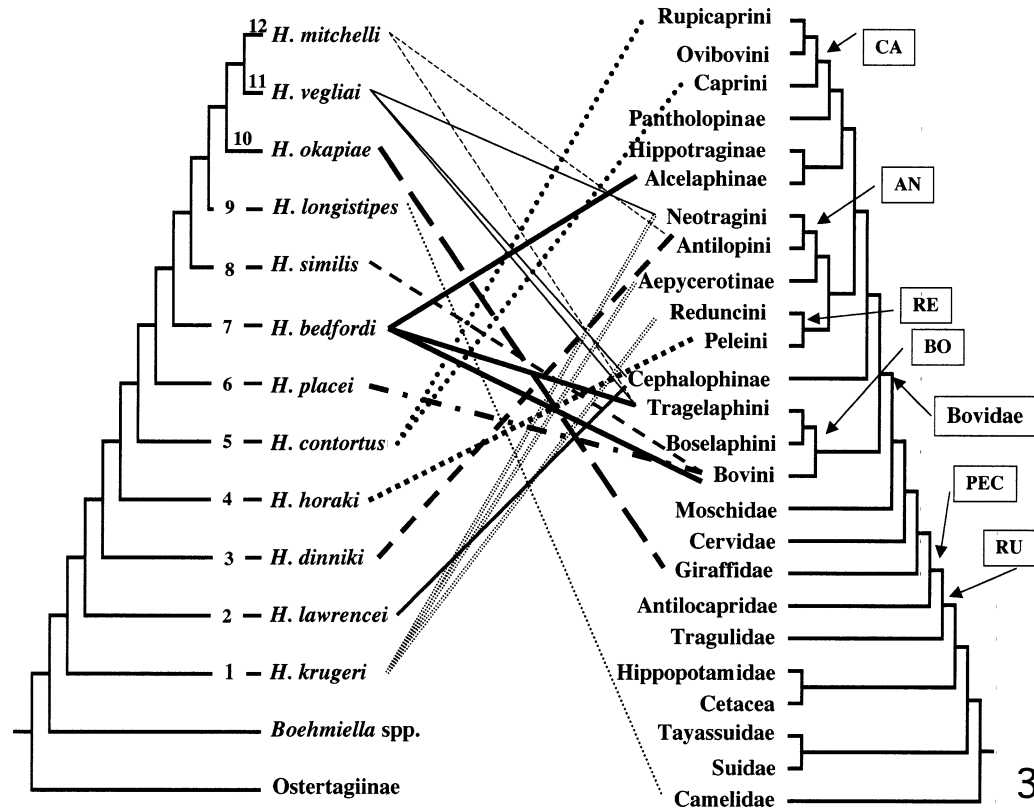 12 H. mitchelli
11 H. vegliai
10 H. okapiae
9 H. longistipes
8 H. similis
7 H. bedfordi
6 H. placei
5 H. contortus
4 H. horaki
3 H. dinniki
2 H. lawrencei
1 H. krugeri
Boehmiella spp.
Ostertagiinae
Rupicaprini
Ovibovini
Caprini
Pantholopinae
Hippotraginae
Alcelaphinae
Neotragini
Antilopini
Aepycerotinae
Reduncini
Peleini
Cephalophinae
Tragelaphini
Boselaphini
Bovini
Moschidae
Cervidae
Giraffidae
Antilocapridae
Tragulidae
Hippopotamidae
Cetacea
Tayassuidae
Suidae
Camelidae
CA
AN
RE
BO
Bovidae
PEC
RU
3